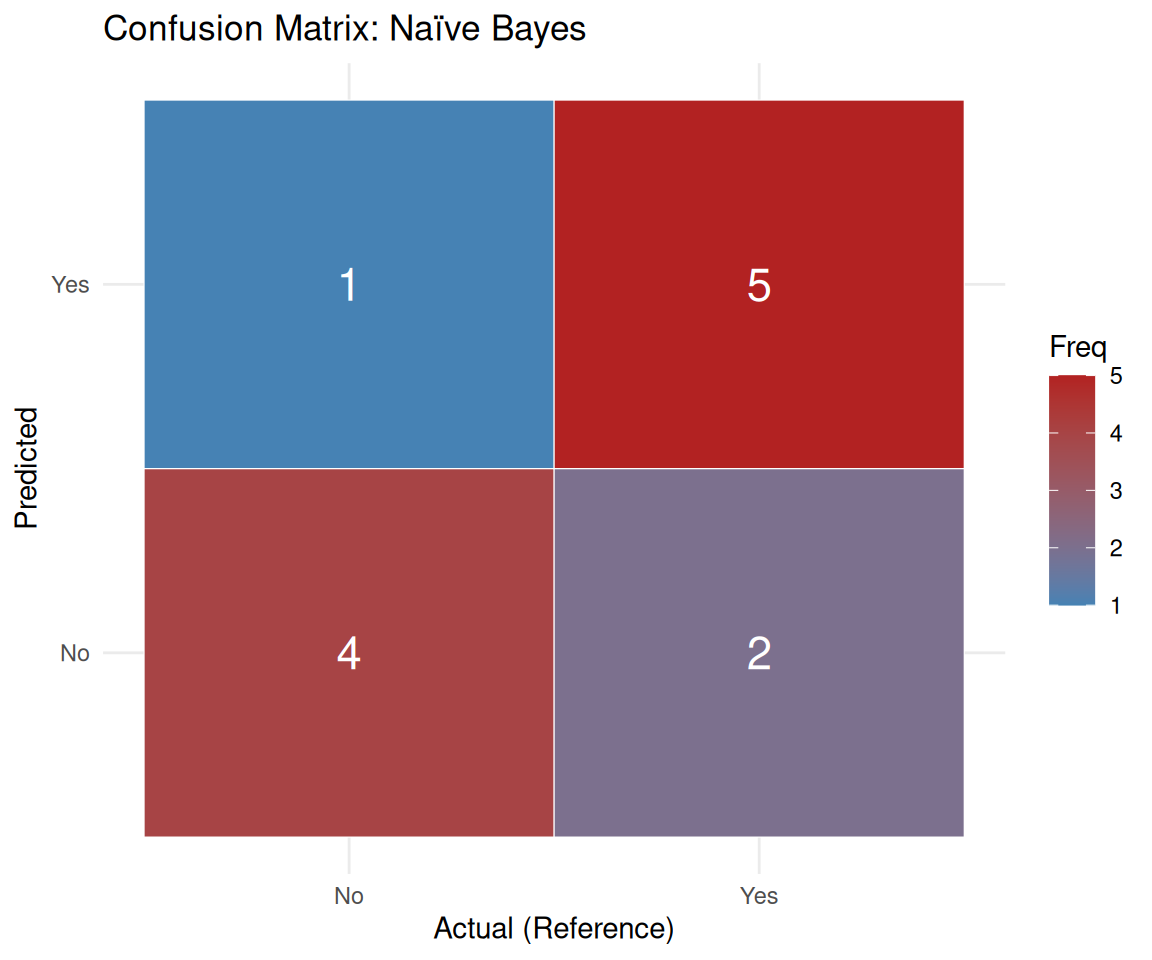 Confusion Matrix: Naïve Bayes
Predicted
Yes
1
5
No
4
2
No
Yes
Actual (Reference)
Freq
5
4
3
2
1